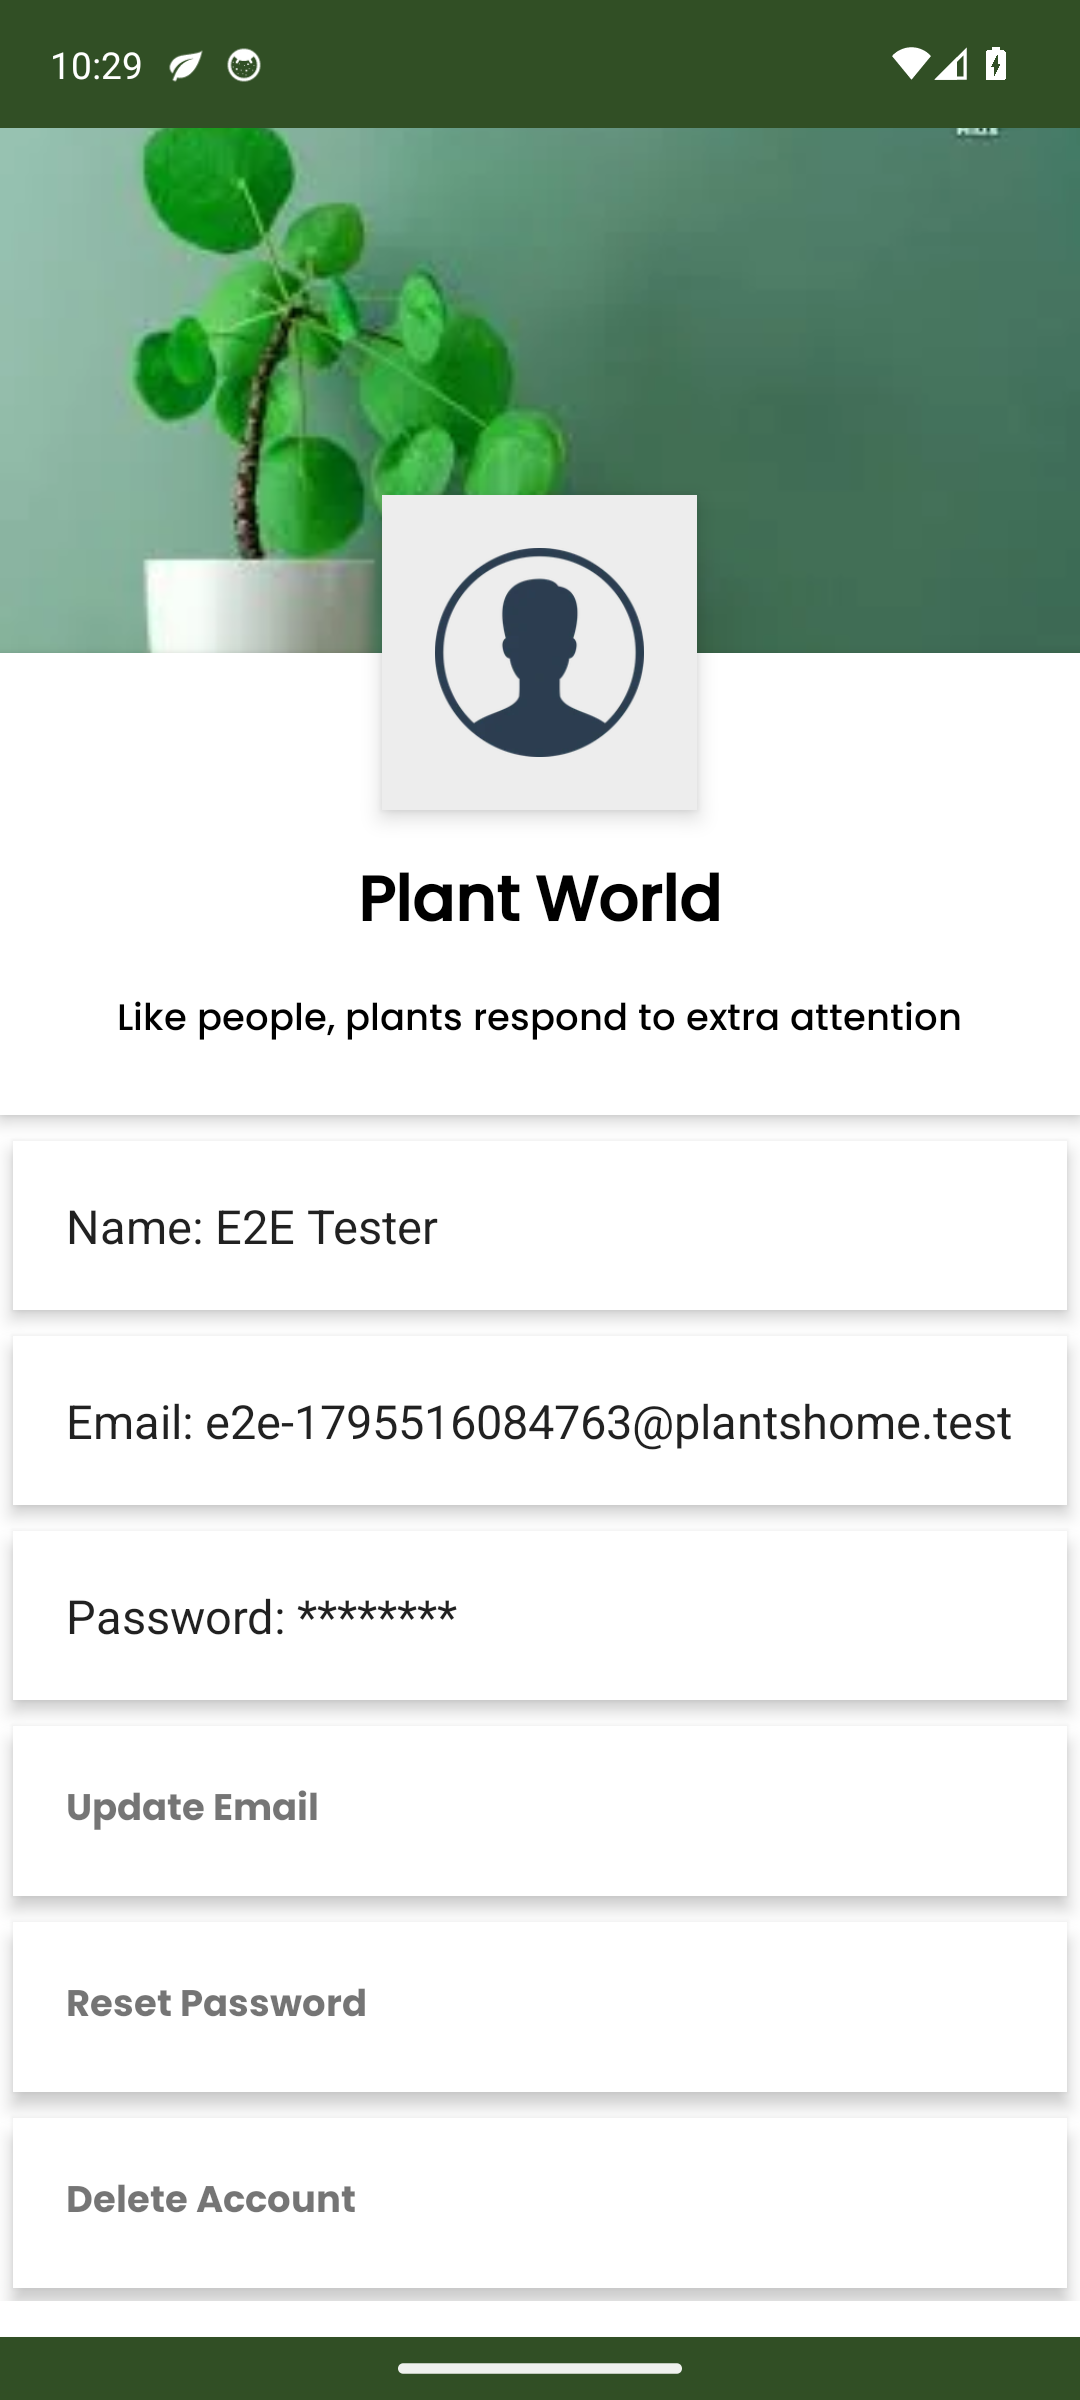 10:29
Plant World
Like people, plants respond to extra attention
Name: E2E Tester
Email: e2e-1795516084763@plantshome.test
Password: ********
Update Email
Reset Password
Delete Account